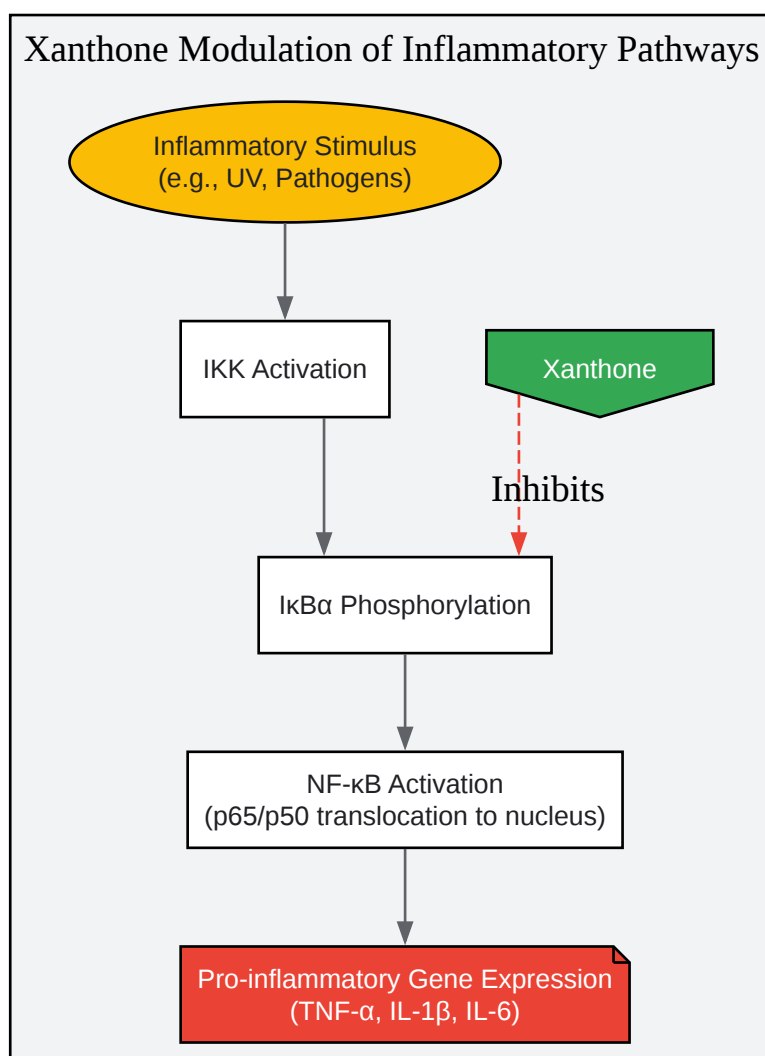 Xanthone Modulation of Inflammatory Pathways
Inflammatory Stimulus
(e.g., UV, Pathogens)
IKK Activation
Xanthone
Inhibits
IκBα Phosphorylation
NF-κB Activation
(p65/p50 translocation to nucleus)
Pro-inflammatory Gene Expression
(TNF-α, IL-1β, IL-6)